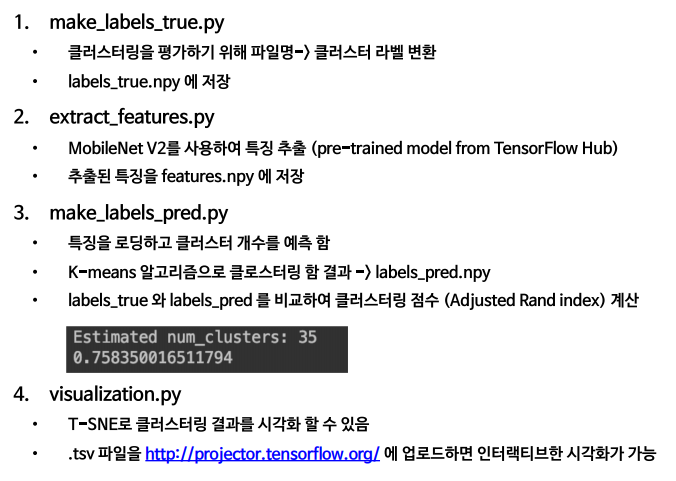 1. make_labels_true.py
• 클러스터링을 평가하기 위해 파일명-> 클러스터 라벨 변환
• labels_true.npy 에 저장
2. extract_features.py
• MobileNet V2를 사용하여 특징 추출 (pre-trained model from TensorFlow Hub)
• 추출된 특징을 features.npy 에 저장
3. make_labels_pred.py
• 특징을 로딩하고 클러스터 개수를 예측 함
• K-means 알고리즘으로 클로스터링 함 결과 -> labels_pred.npy
• labels_true 와 labels_pred 를 비교하여 클러스터링 점수 (Adjusted Rand index) 계산
Estimated num_clusters: 35
0.758350016511794
4. visualization.py
• T-SNE로 클러스터링 결과를 시각화 할 수 있음
• .tsv 파일을 http://projector.tensorflow.org/ 에 업로드하면 인터랙티브한 시각화가 가능